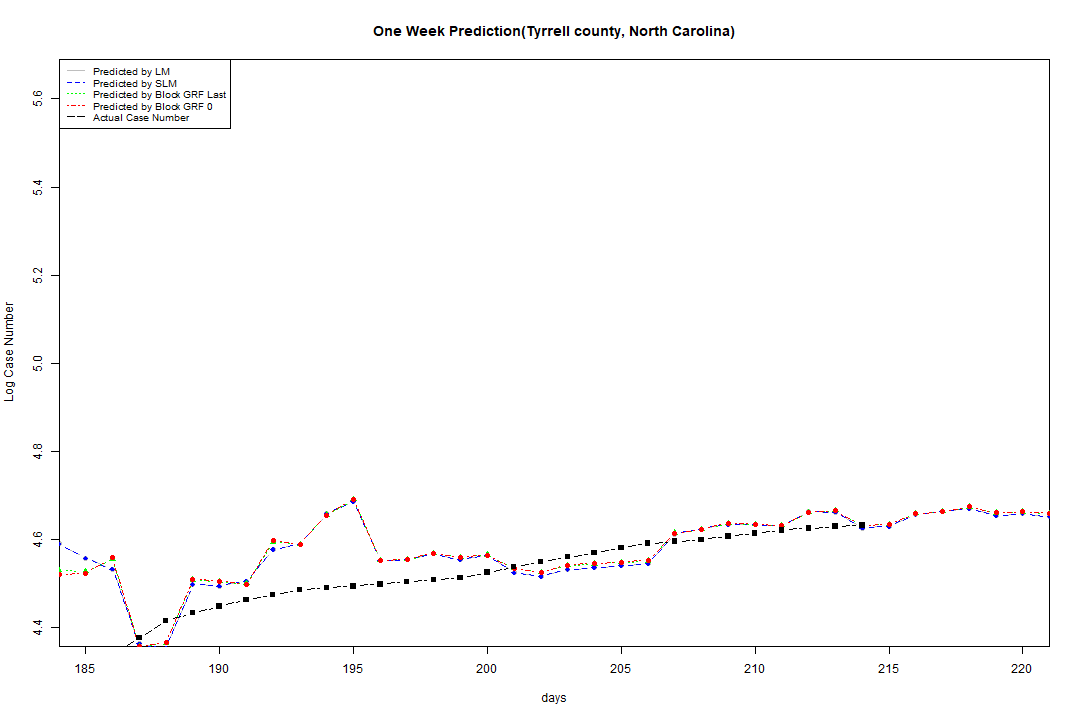 One Week Prediction(Tyrrell county, North Carolina)
Predicted by LM
Predicted by SLM
Predicted by Block GRF Last
Predicted by Block GRF 0
Actual Case Number
Log Case Number
5.6
5.4
5.2
5.0
4.8
4.6
4.4
185 190 195 200 205 210 215 220
days